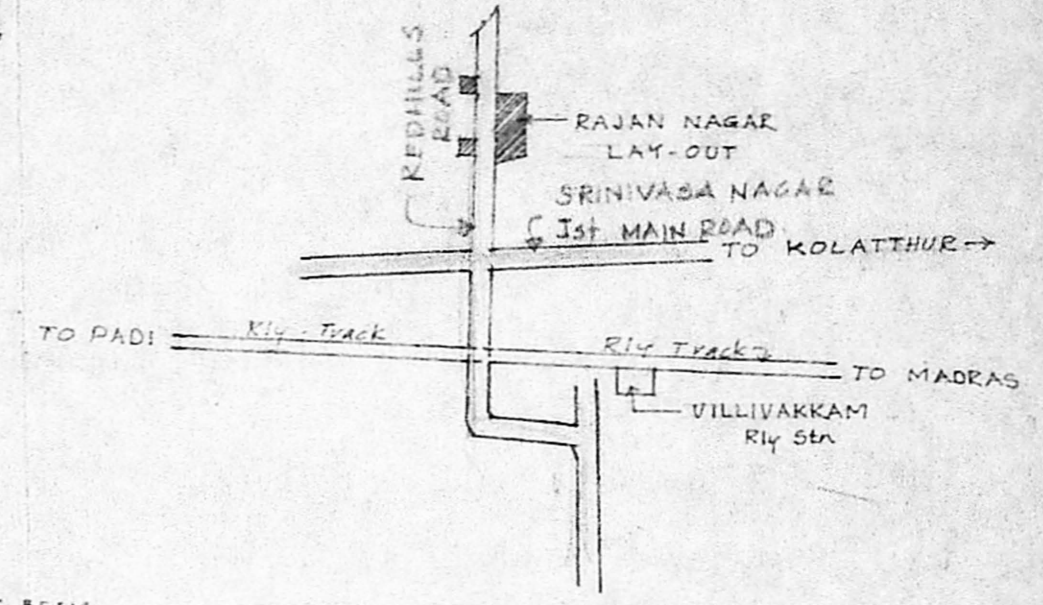 REDHILLS
ROAD
RAJAN NAGAR
LAY-OUT
SRINIVASA NAGAR
Ist MAIN ROAD
TO KOLATTHUR →
TO PADI
Rly - Track
Rly Track
TO MADRAS
VILLIVAKKAM
Rly Stn